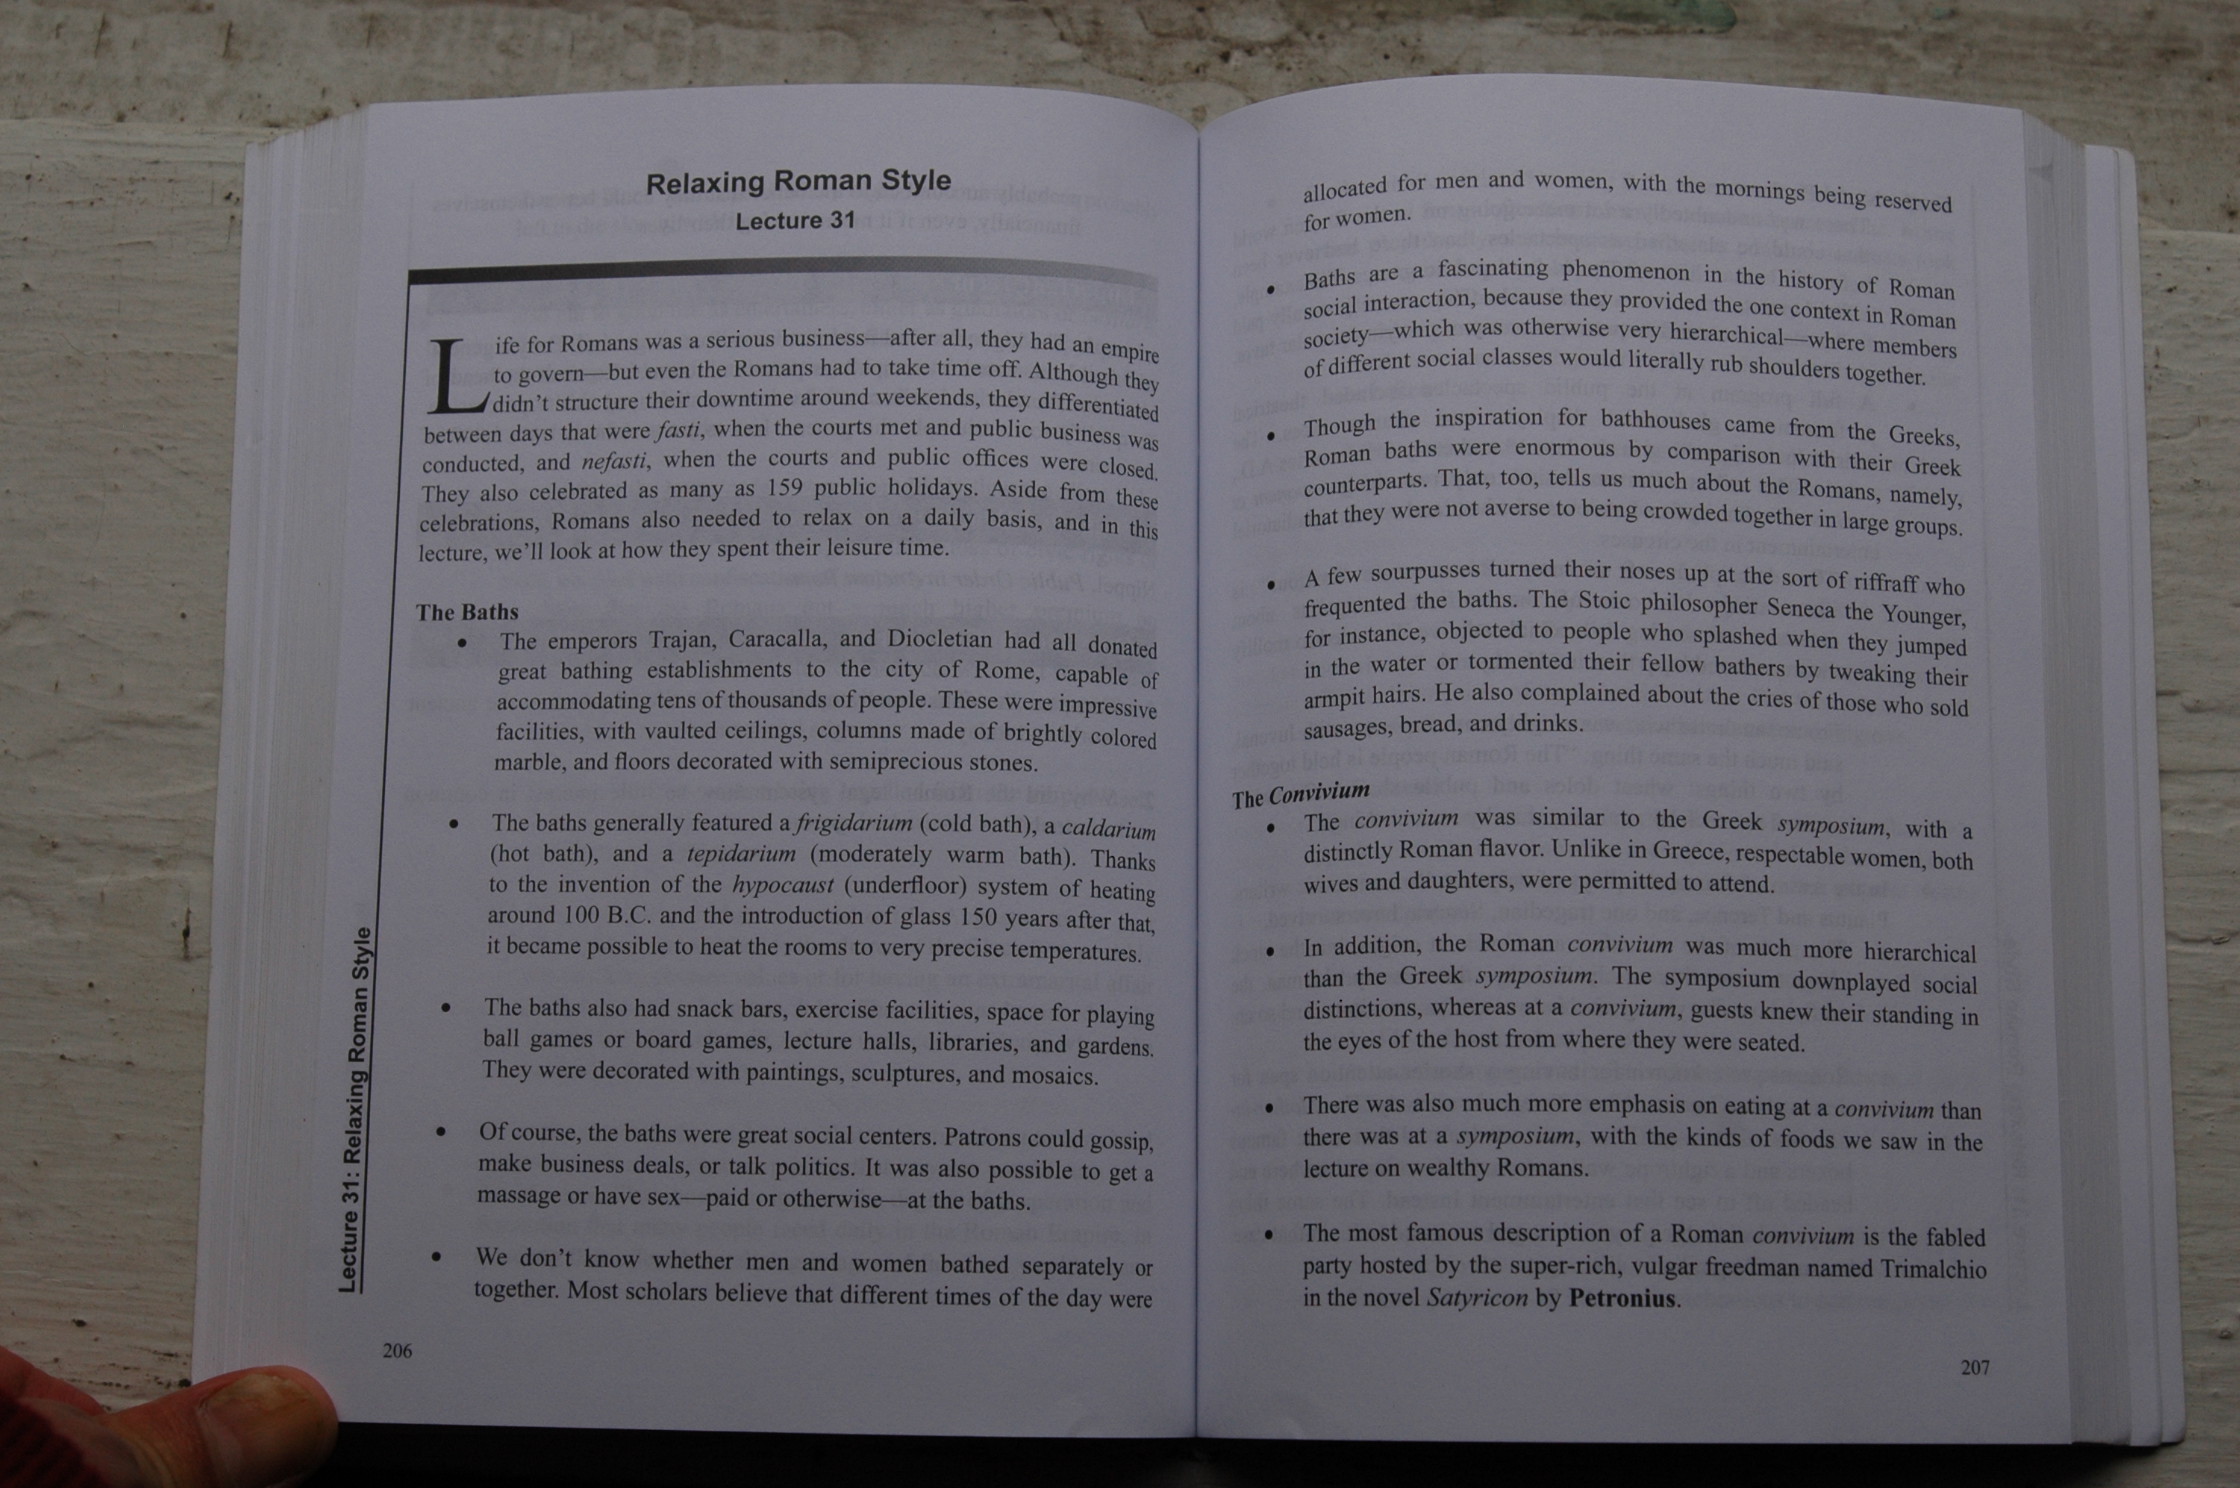 Relaxing Roman Style
Lecture 31
Life for Romans was a serious business—after all, they had an empire
to govern—but even the Romans had to take time off. Although they
didn't structure their downtime around weekends, they differentiated
between days that were fasti, when the courts met and public business was
conducted, and nefasti, when the courts and public offices were closed.
They also celebrated as many as 159 public holidays. Aside from these
celebrations, Romans also needed to relax on a daily basis, and in this
lecture, we'll look at how they spent their leisure time.
The Baths
• The emperors Trajan, Caracalla, and Diocletian had all donated
great bathing establishments to the city of Rome, capable of
accommodating tens of thousands of people. These were impressive
facilities, with vaulted ceilings, columns made of brightly colored
marble, and floors decorated with semiprecious stones.
• The baths generally featured a frigidarium (cold bath), a caldarium
(hot bath), and a tepidarium (moderately warm bath). Thanks
to the invention of the hypocaust (underfloor) system of heating
around 100 B.C. and the introduction of glass 150 years after that,
it became possible to heat the rooms to very precise temperatures.
• The baths also had snack bars, exercise facilities, space for playing
ball games or board games, lecture halls, libraries, and gardens.
They were decorated with paintings, sculptures, and mosaics.
• Of course, the baths were great social centers. Patrons could gossip,
make business deals, or talk politics. It was also possible to get a
massage or have sex—paid or otherwise—at the baths.
• We don't know whether men and women bathed separately or
together. Most scholars believe that different times of the day were
Lecture 31: Relaxing Roman Style
206
allocated for men and women, with the mornings being reserved
for women.
• Baths are a fascinating phenomenon in the history of Roman
social interaction, because they provided the one context in Roman
society—which was otherwise very hierarchical—where members
of different social classes would literally rub shoulders together.
• Though the inspiration for bathhouses came from the Greeks,
Roman baths were enormous by comparison with their Greek
counterparts. That, too, tells us much about the Romans, namely,
that they were not averse to being crowded together in large groups.
• A few sourpusses turned their noses up at the sort of riffraff who
frequented the baths. The Stoic philosopher Seneca the Younger,
for instance, objected to people who splashed when they jumped
in the water or tormented their fellow bathers by tweaking their
armpit hairs. He also complained about the cries of those who sold
sausages, bread, and drinks.
The Convivium
• The convivium was similar to the Greek symposium, with a
distinctly Roman flavor. Unlike in Greece, respectable women, both
wives and daughters, were permitted to attend.
• In addition, the Roman convivium was much more hierarchical
than the Greek symposium. The symposium downplayed social
distinctions, whereas at a convivium, guests knew their standing in
the eyes of the host from where they were seated.
• There was also much more emphasis on eating at a convivium than
there was at a symposium, with the kinds of foods we saw in the
lecture on wealthy Romans.
• The most famous description of a Roman convivium is the fabled
party hosted by the super-rich, vulgar freedman named Trimalchio
in the novel Satyricon by Petronius.
207